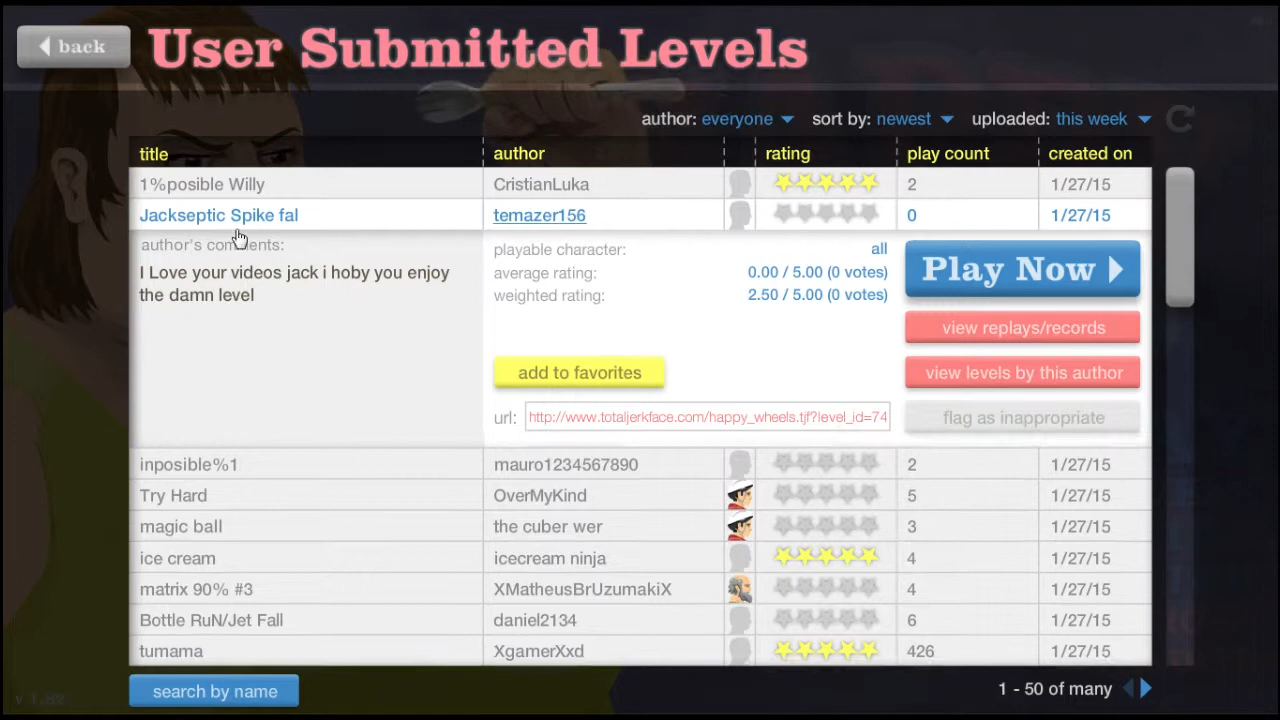 back
User Submitted Levels
author: everyone sort by: newest uploaded: this week
title author rating play count created on
1%posible Willy CristianLuka 2 1/27/15
Jackseptic Spike fal temazer156 0 1/27/15
author's comments:
I Love your videos jack i hoby you enjoy
the damn level
playable character: all
average rating: 0.00 / 5.00 (0 votes)
weighted rating: 2.50 / 5.00 (0 votes)
add to favorites
url: http://www.totaljerkface.com/happy_wheels.tjf?level_id=74
Play Now
view replays/records
view levels by this author
flag as inappropriate
inposible%1 mauro1234567890 2 1/27/15
Try Hard OverMyKind 5 1/27/15
magic ball the cuber wer 3 1/27/15
ice cream icecream ninja 4 1/27/15
matrix 90% #3 XMatheusBrUzumakiX 4 1/27/15
Bottle RuN/Jet Fall daniel2134 6 1/27/15
tumama XgamerXxd 426 1/27/15
search by name 1 - 50 of many
v 1.82